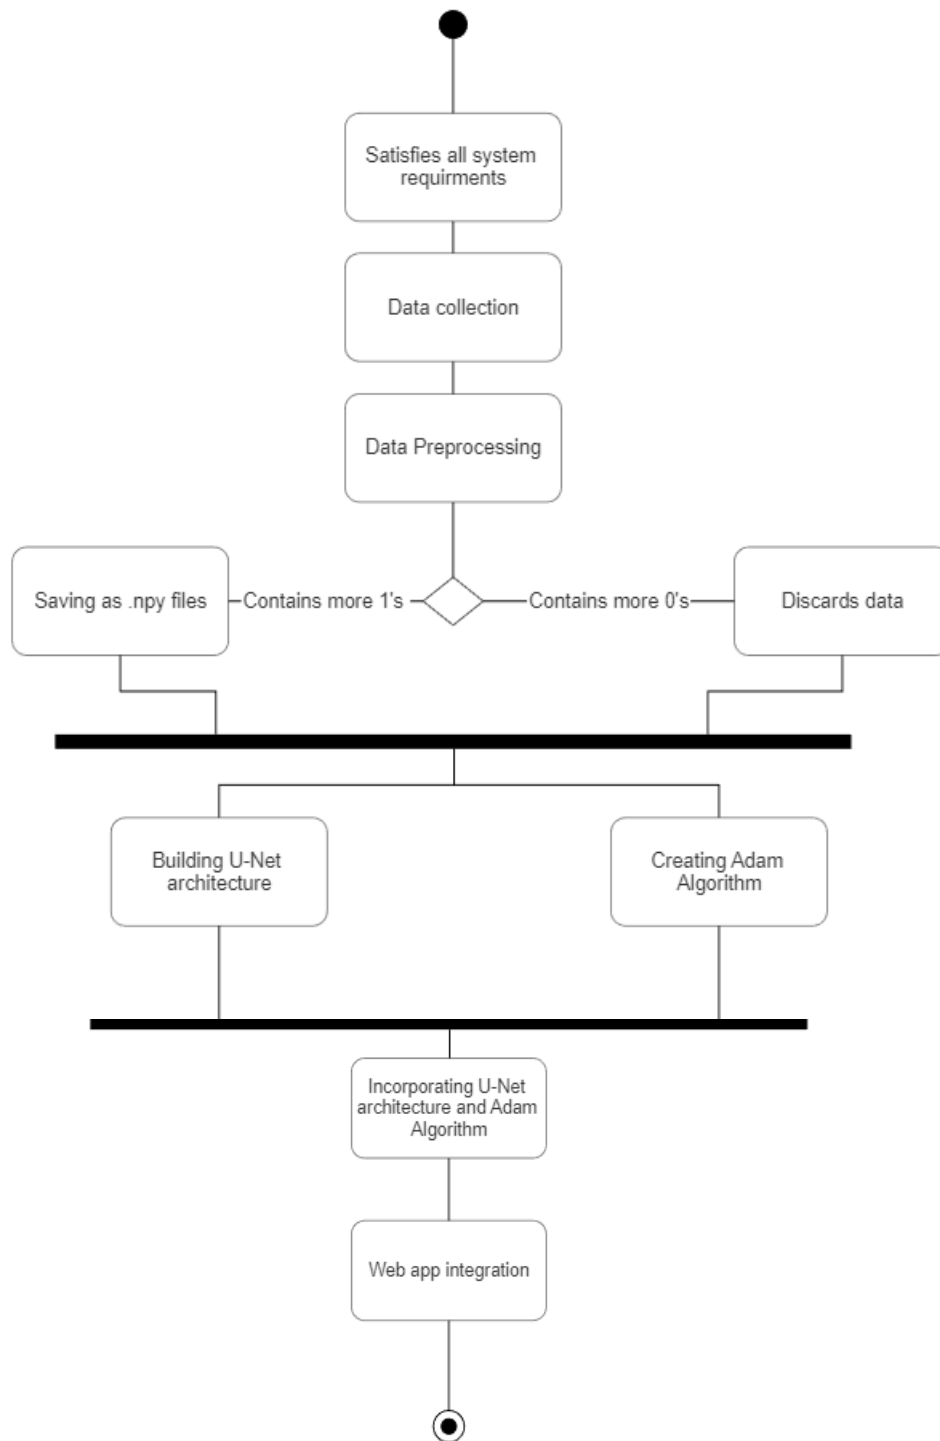 Satisfies all system
requirments
Data collection
Data Preprocessing
Saving as .npy files
Contains more 1's
Contains more 0's
Discards data
Building U-Net
architecture
Creating Adam
Algorithm
Incorporating U-Net
architecture and Adam
Algorithm
Web app integration